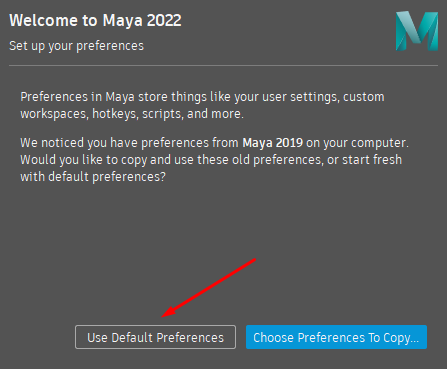 Welcome to Maya 2022
Set up your preferences
Preferences in Maya store things like your user settings, custom
workspaces, hotkeys, scripts, and more.
We noticed you have preferences from Maya 2019 on your computer.
Would you like to copy and use these old preferences, or start fresh
with default preferences?
Use Default Preferences
Choose Preferences To Copy...